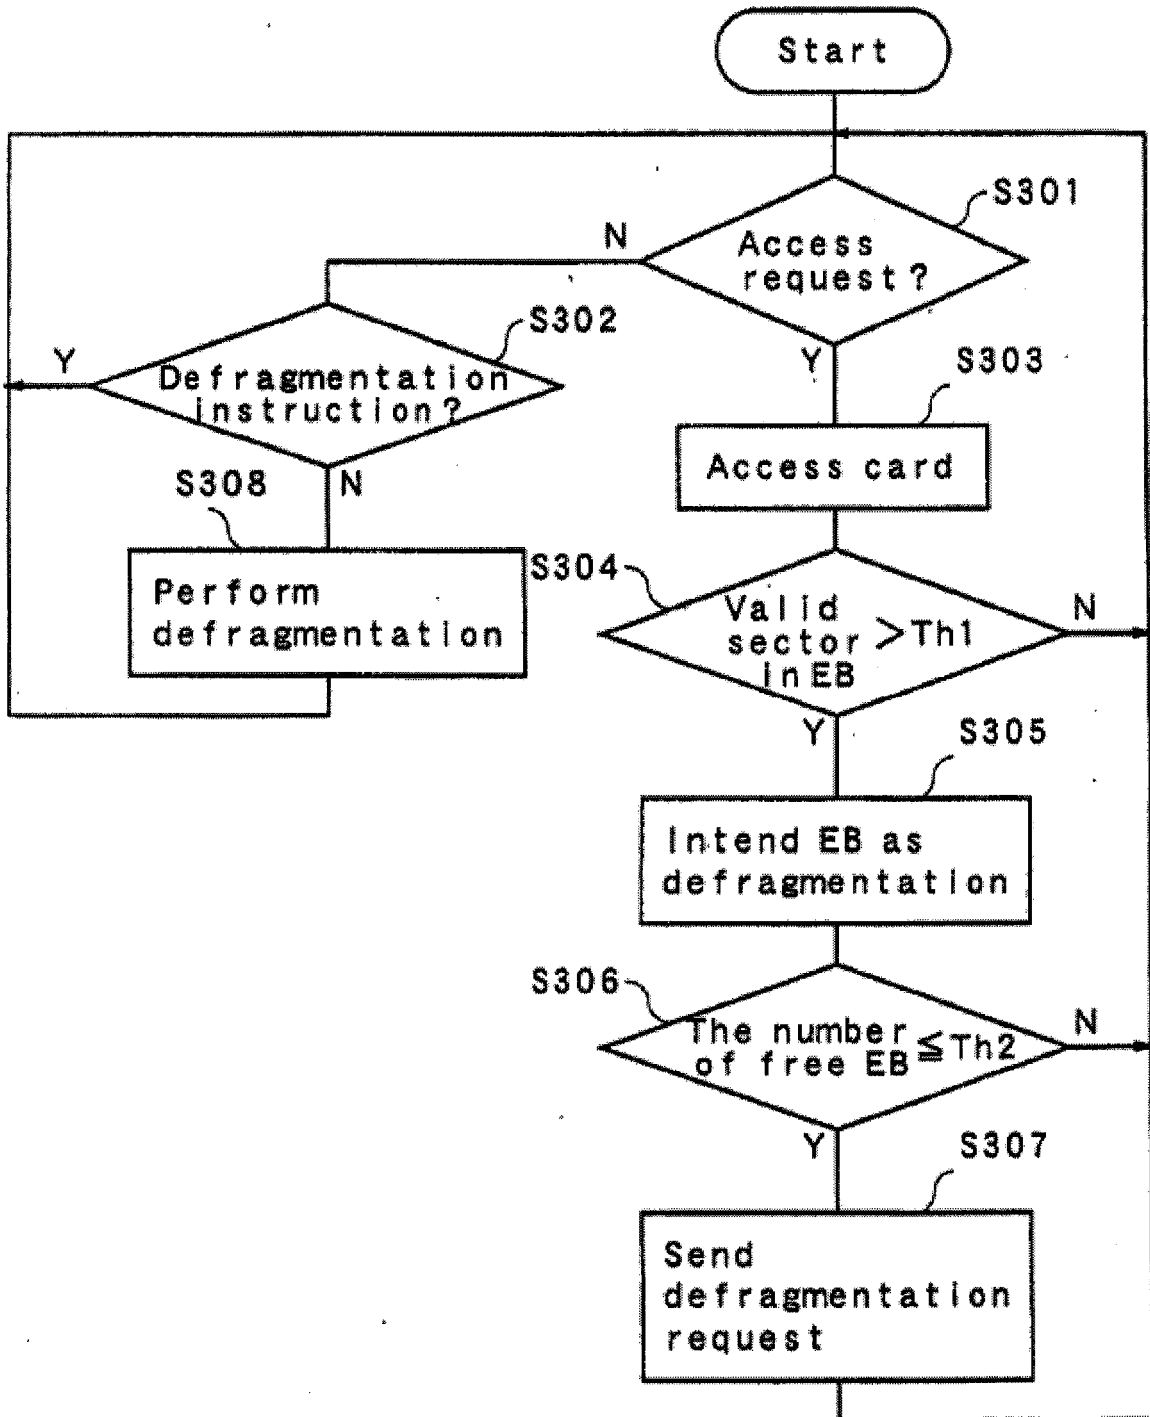 Start
S301
N
Access
request?
Y
S302
Y
Defragmentation
instruction?
N
S303
Access card
S308
Perform
defragmentation
S304
Valid
sector >Th1
in EB
N
Y
S305
Intend EB as
defragmentation
S306
The number
of free EB ≦Th2
N
Y
S307
Send
defragmentation
request